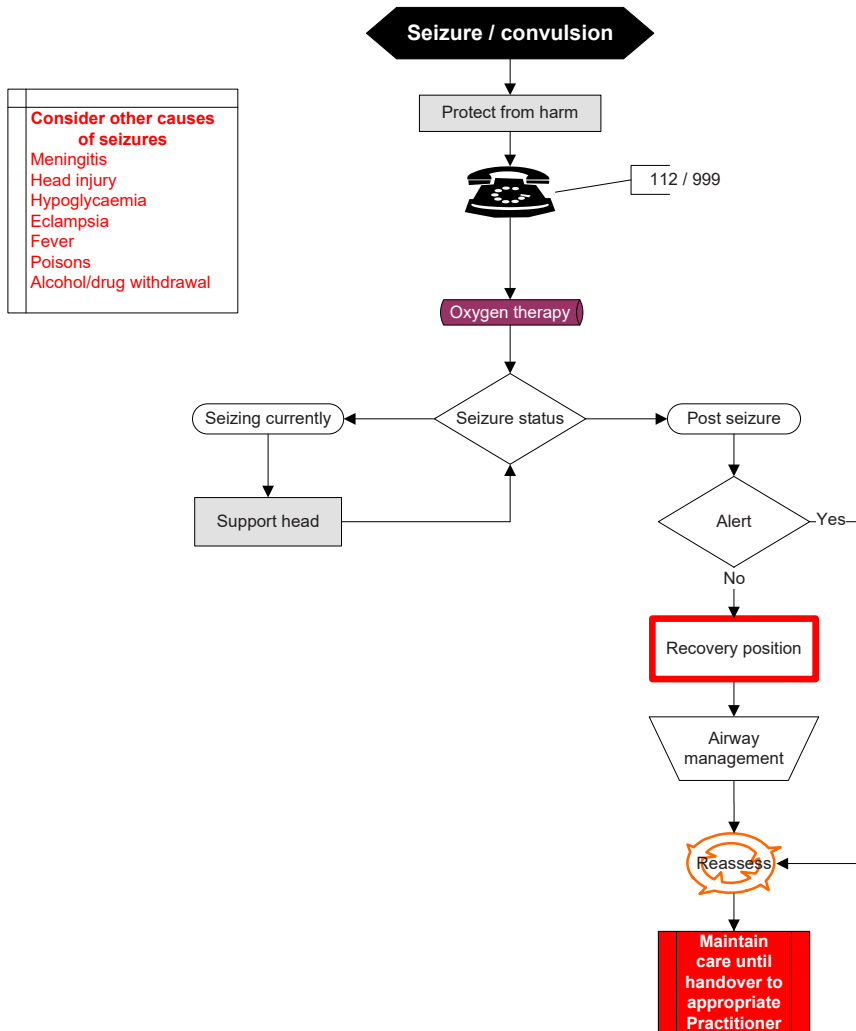 Seizure / convulsion
Protect from harm
112 / 999
Consider other causes
of seizures
Meningitis
Head injury
Hypoglycaemia
Eclampsia
Fever
Poisons
Alcohol/drug withdrawal
Oxygen therapy
Seizing currently
Seizure status
Post seizure
Support head
Alert
Yes
No
Recovery position
Airway
management
Reassess
Maintain
care until
handover to
appropriate
Practitioner